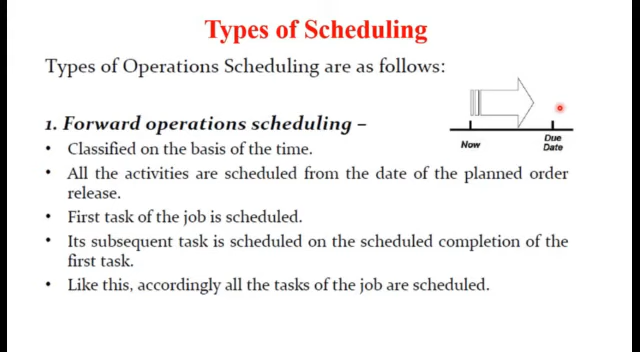 Types of Scheduling
Types of Operations Scheduling are as follows:
1. Forward operations scheduling –
• Classified on the basis of the time.
• All the activities are scheduled from the date of the planned order
release.
• First task of the job is scheduled.
• Its subsequent task is scheduled on the scheduled completion of the
first task.
• Like this, accordingly all the tasks of the job are scheduled.
Now
Due
Date